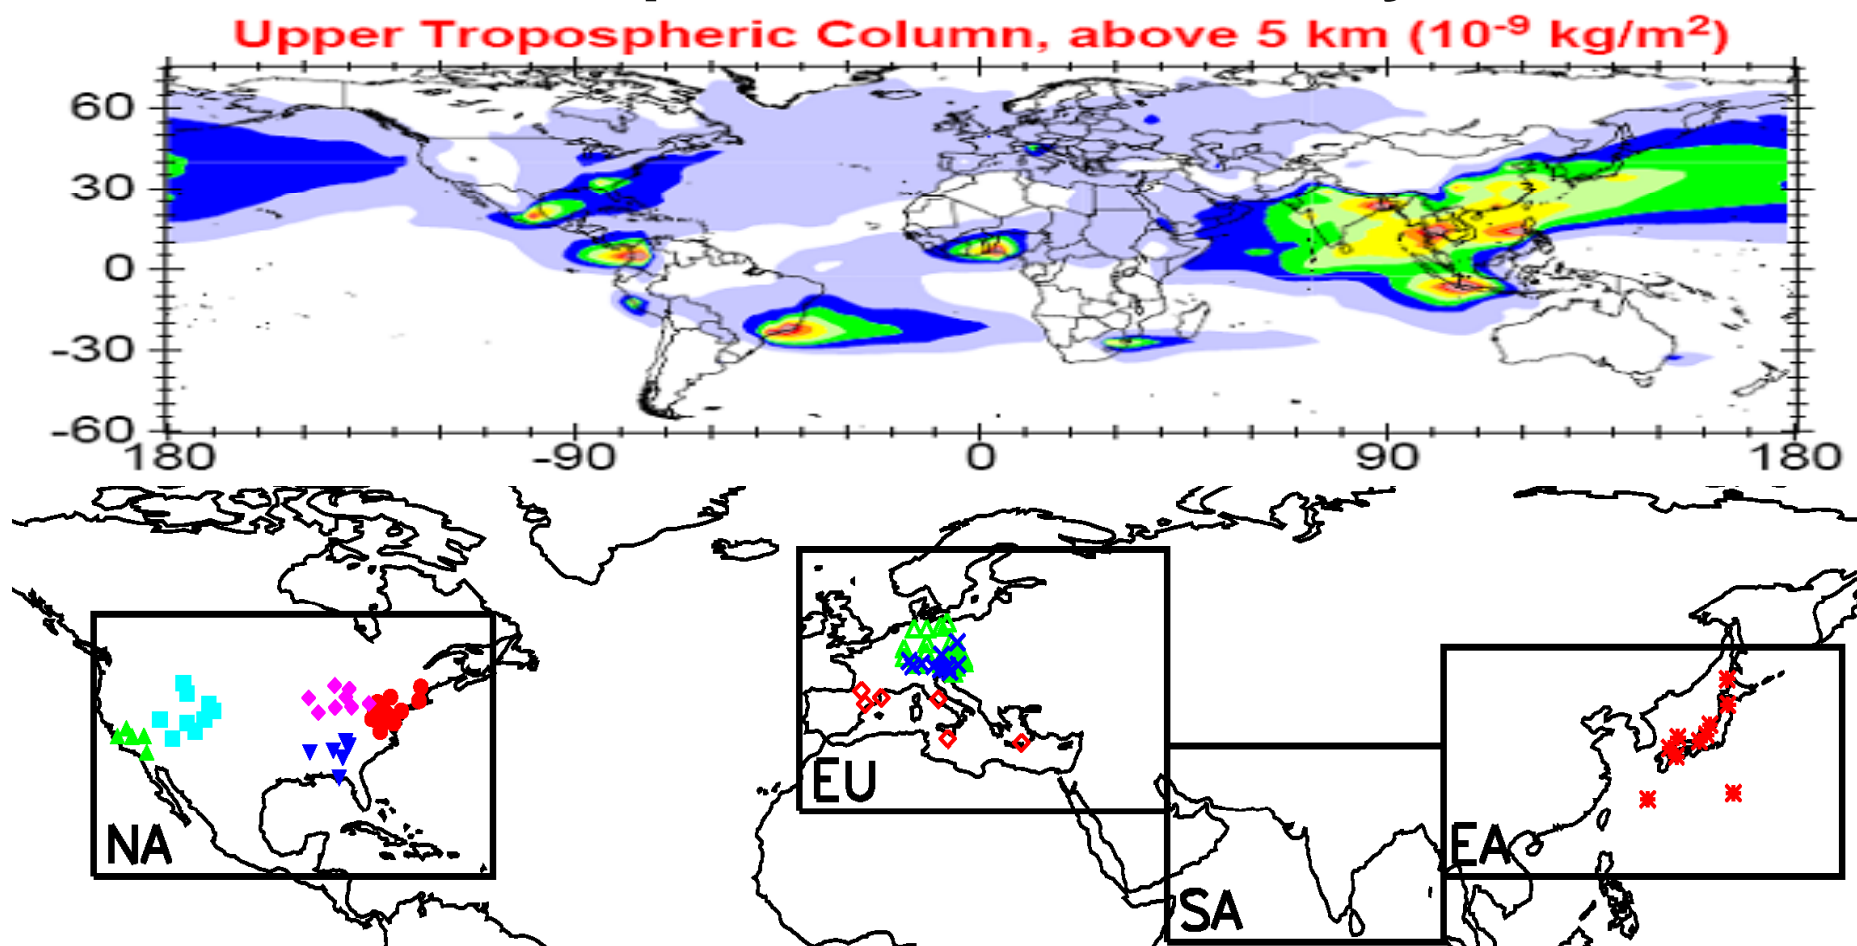 Upper Tropospheric Column, above 5 km (10-9 kg/m2)
60
30
0
-30
-60
180 -90 0 90 180
NA
EU
SA
EA